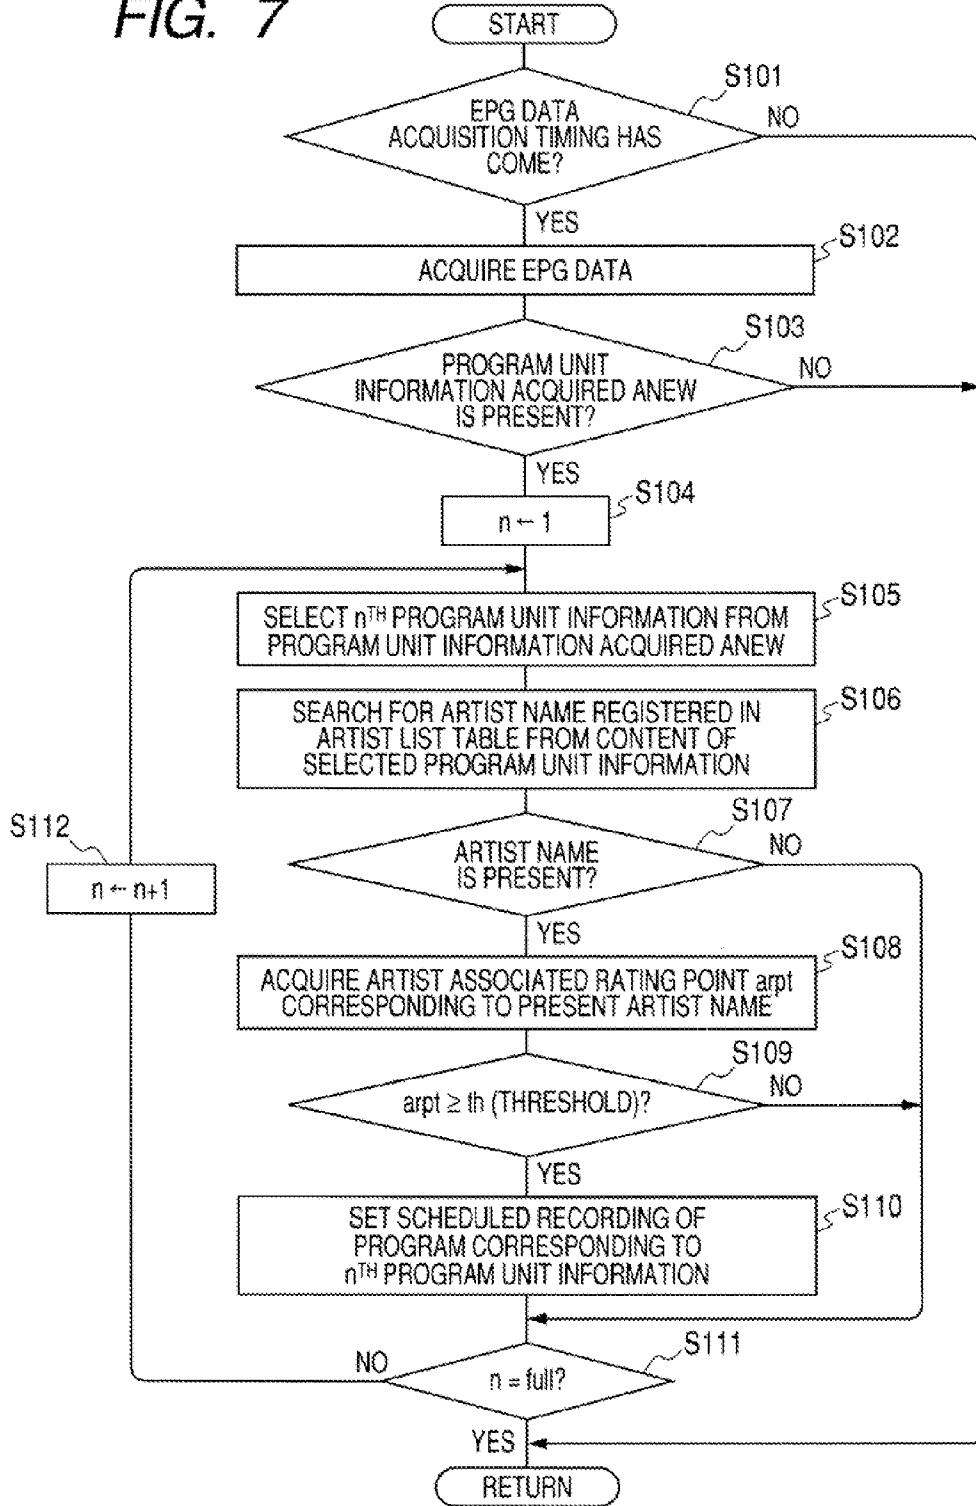 FIG. 7
START
S101
EPG DATA
ACQUISITION TIMING HAS
COME?
NO
YES
S102
ACQUIRE EPG DATA
S103
PROGRAM UNIT
INFORMATION ACQUIRED ANEW
IS PRESENT?
NO
YES
S104
n ← 1
S105
SELECT nTH PROGRAM UNIT INFORMATION FROM
PROGRAM UNIT INFORMATION ACQUIRED ANEW
S106
SEARCH FOR ARTIST NAME REGISTERED IN
ARTIST LIST TABLE FROM CONTENT OF
SELECTED PROGRAM UNIT INFORMATION
S107
ARTIST NAME
IS PRESENT?
NO
S112
n ← n+1
YES
S108
ACQUIRE ARTIST ASSOCIATED RATING POINT arpt
CORRESPONDING TO PRESENT ARTIST NAME
S109
arpt ≥ th (THRESHOLD)?
NO
YES
S110
SET SCHEDULED RECORDING OF
PROGRAM CORRESPONDING TO
nTH PROGRAM UNIT INFORMATION
S111
NO
n = full?
YES
RETURN